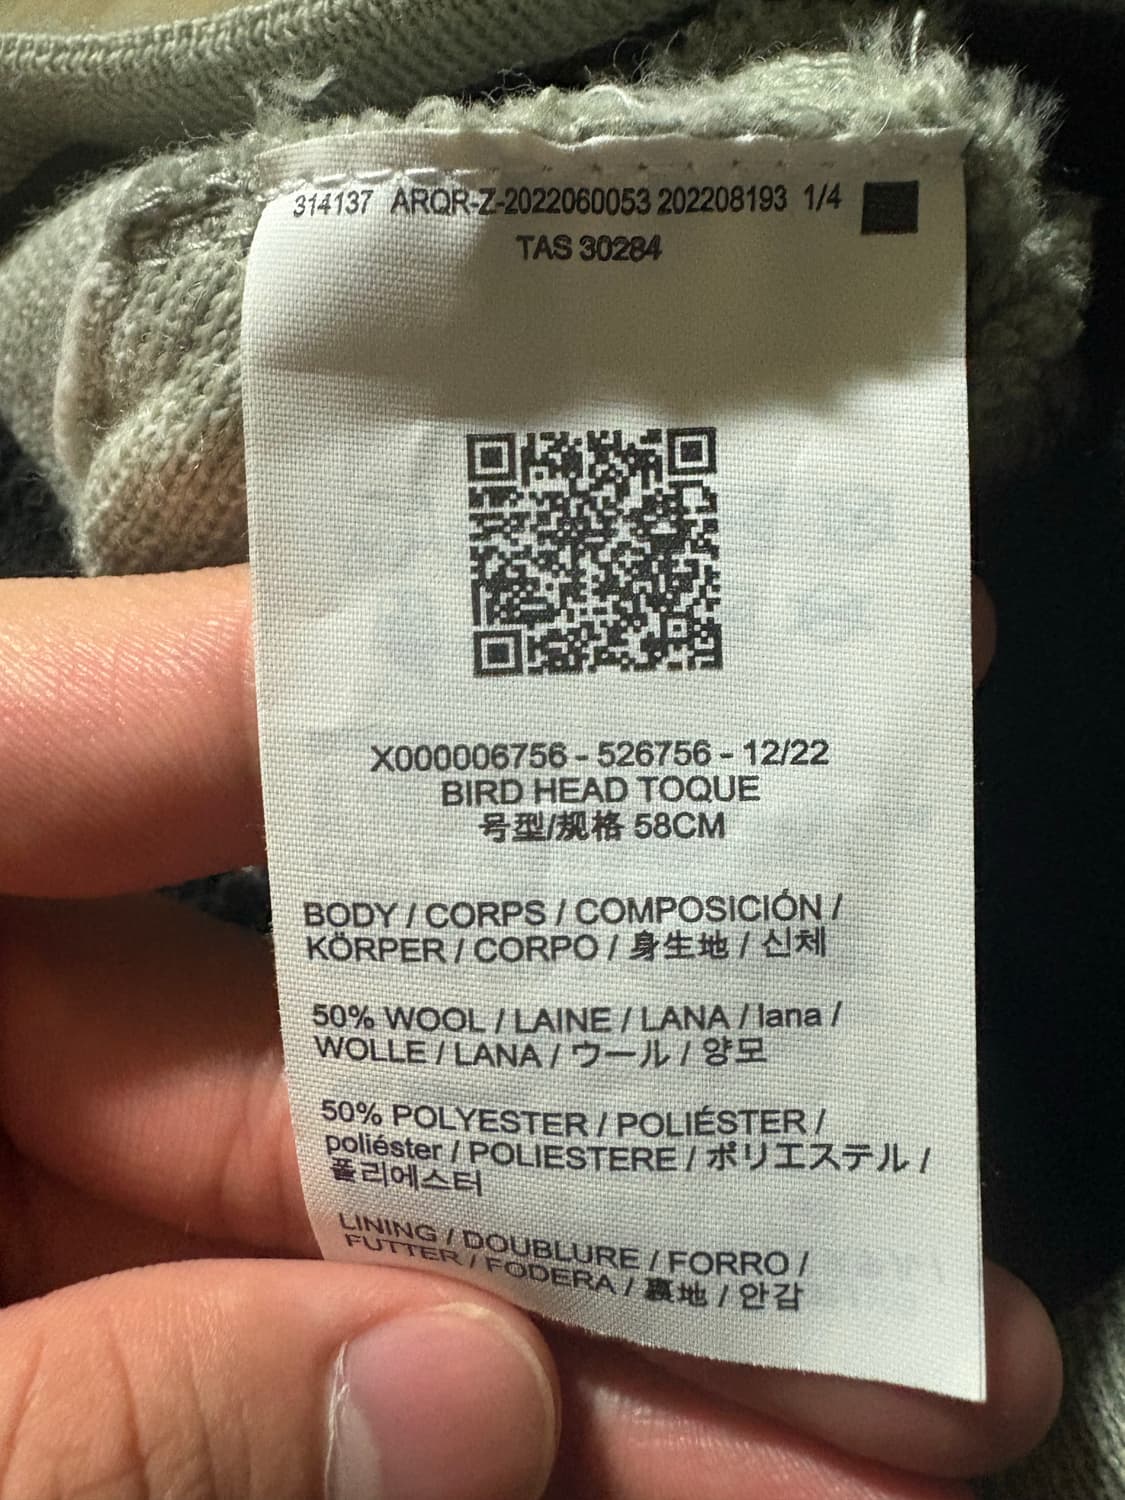 314137 ARQR-Z-2022060053 202208193 1/4
TAS 30284
X000006756 - 526756 - 12/22
BIRD HEAD TOQUE
号型/规格 58CM
BODY / CORPS / COMPOSICIÓN /
KÖRPER / CORPO / 身生地 / 신체
50% WOOL / LAINE / LANA / lana /
WOLLE / LANA / ウール / 양모
50% POLYESTER / POLIÉSTER /
poliéster / POLIESTERE / ポリエステル /
폴리에스터
LINING / DOUBLURE / FORRO /
FUTTER / FODERA / 裏地 / 안감